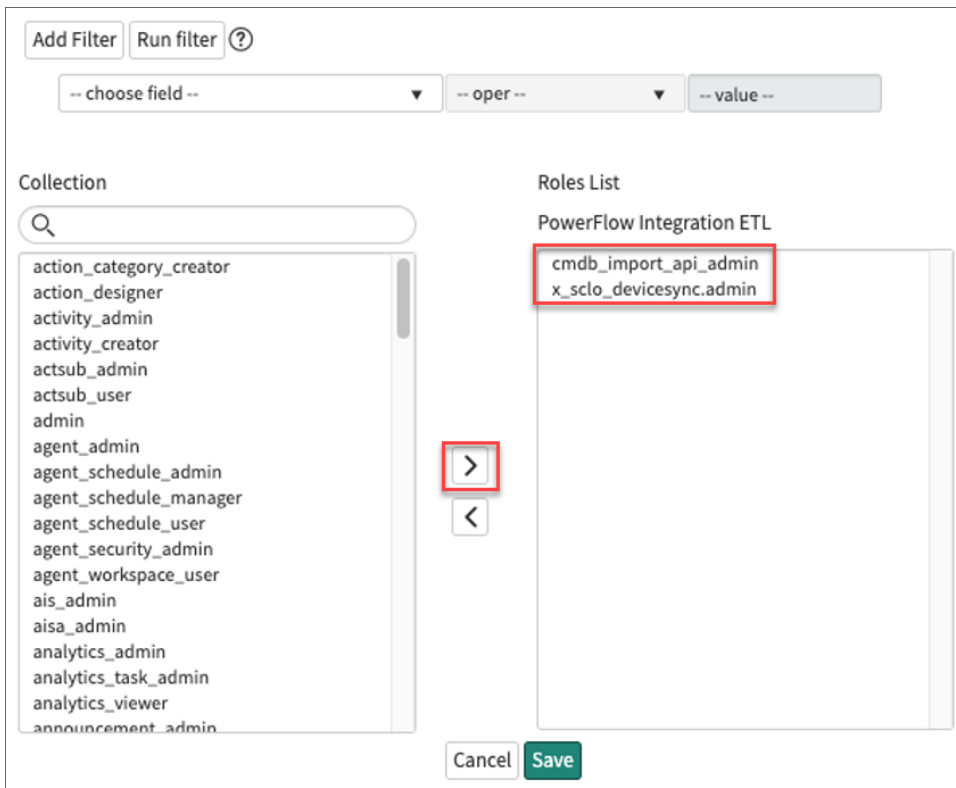 Add Filter Run filter ?
-- choose field -- -- oper -- -- value --
Collection
Roles List
PowerFlow Integration ETL
action_category_creator
action_designer
activity_admin
activity_creator
actsub_admin
actsub_user
admin
agent_admin
agent_schedule_admin
agent_schedule_manager
agent_schedule_user
agent_security_admin
agent_workspace_user
ais_admin
aisa_admin
analytics_admin
analytics_task_admin
analytics_viewer
announcement_admin
cmdb_import_api_admin
x_sclo_devicesync.admin
Cancel Save